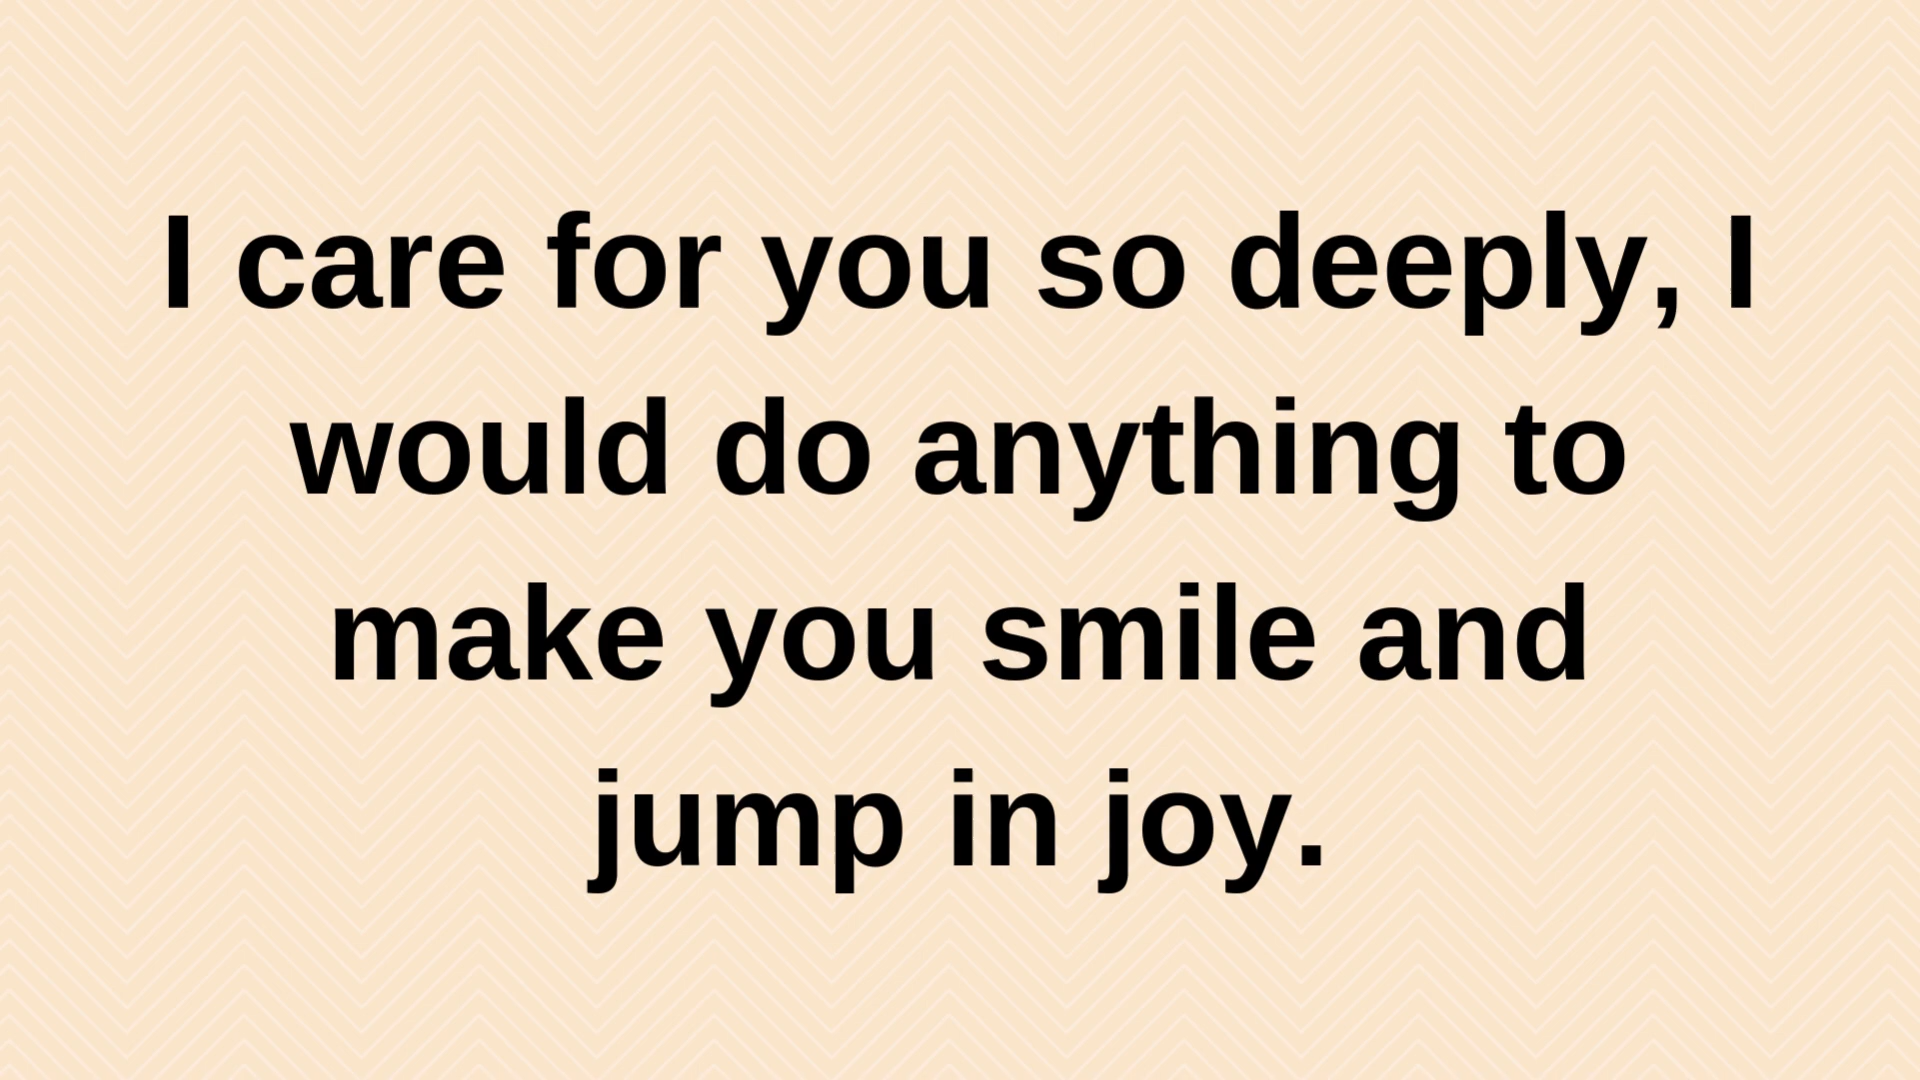 I care for you so deeply, I
would do anything to
make you smile and
jump in joy.